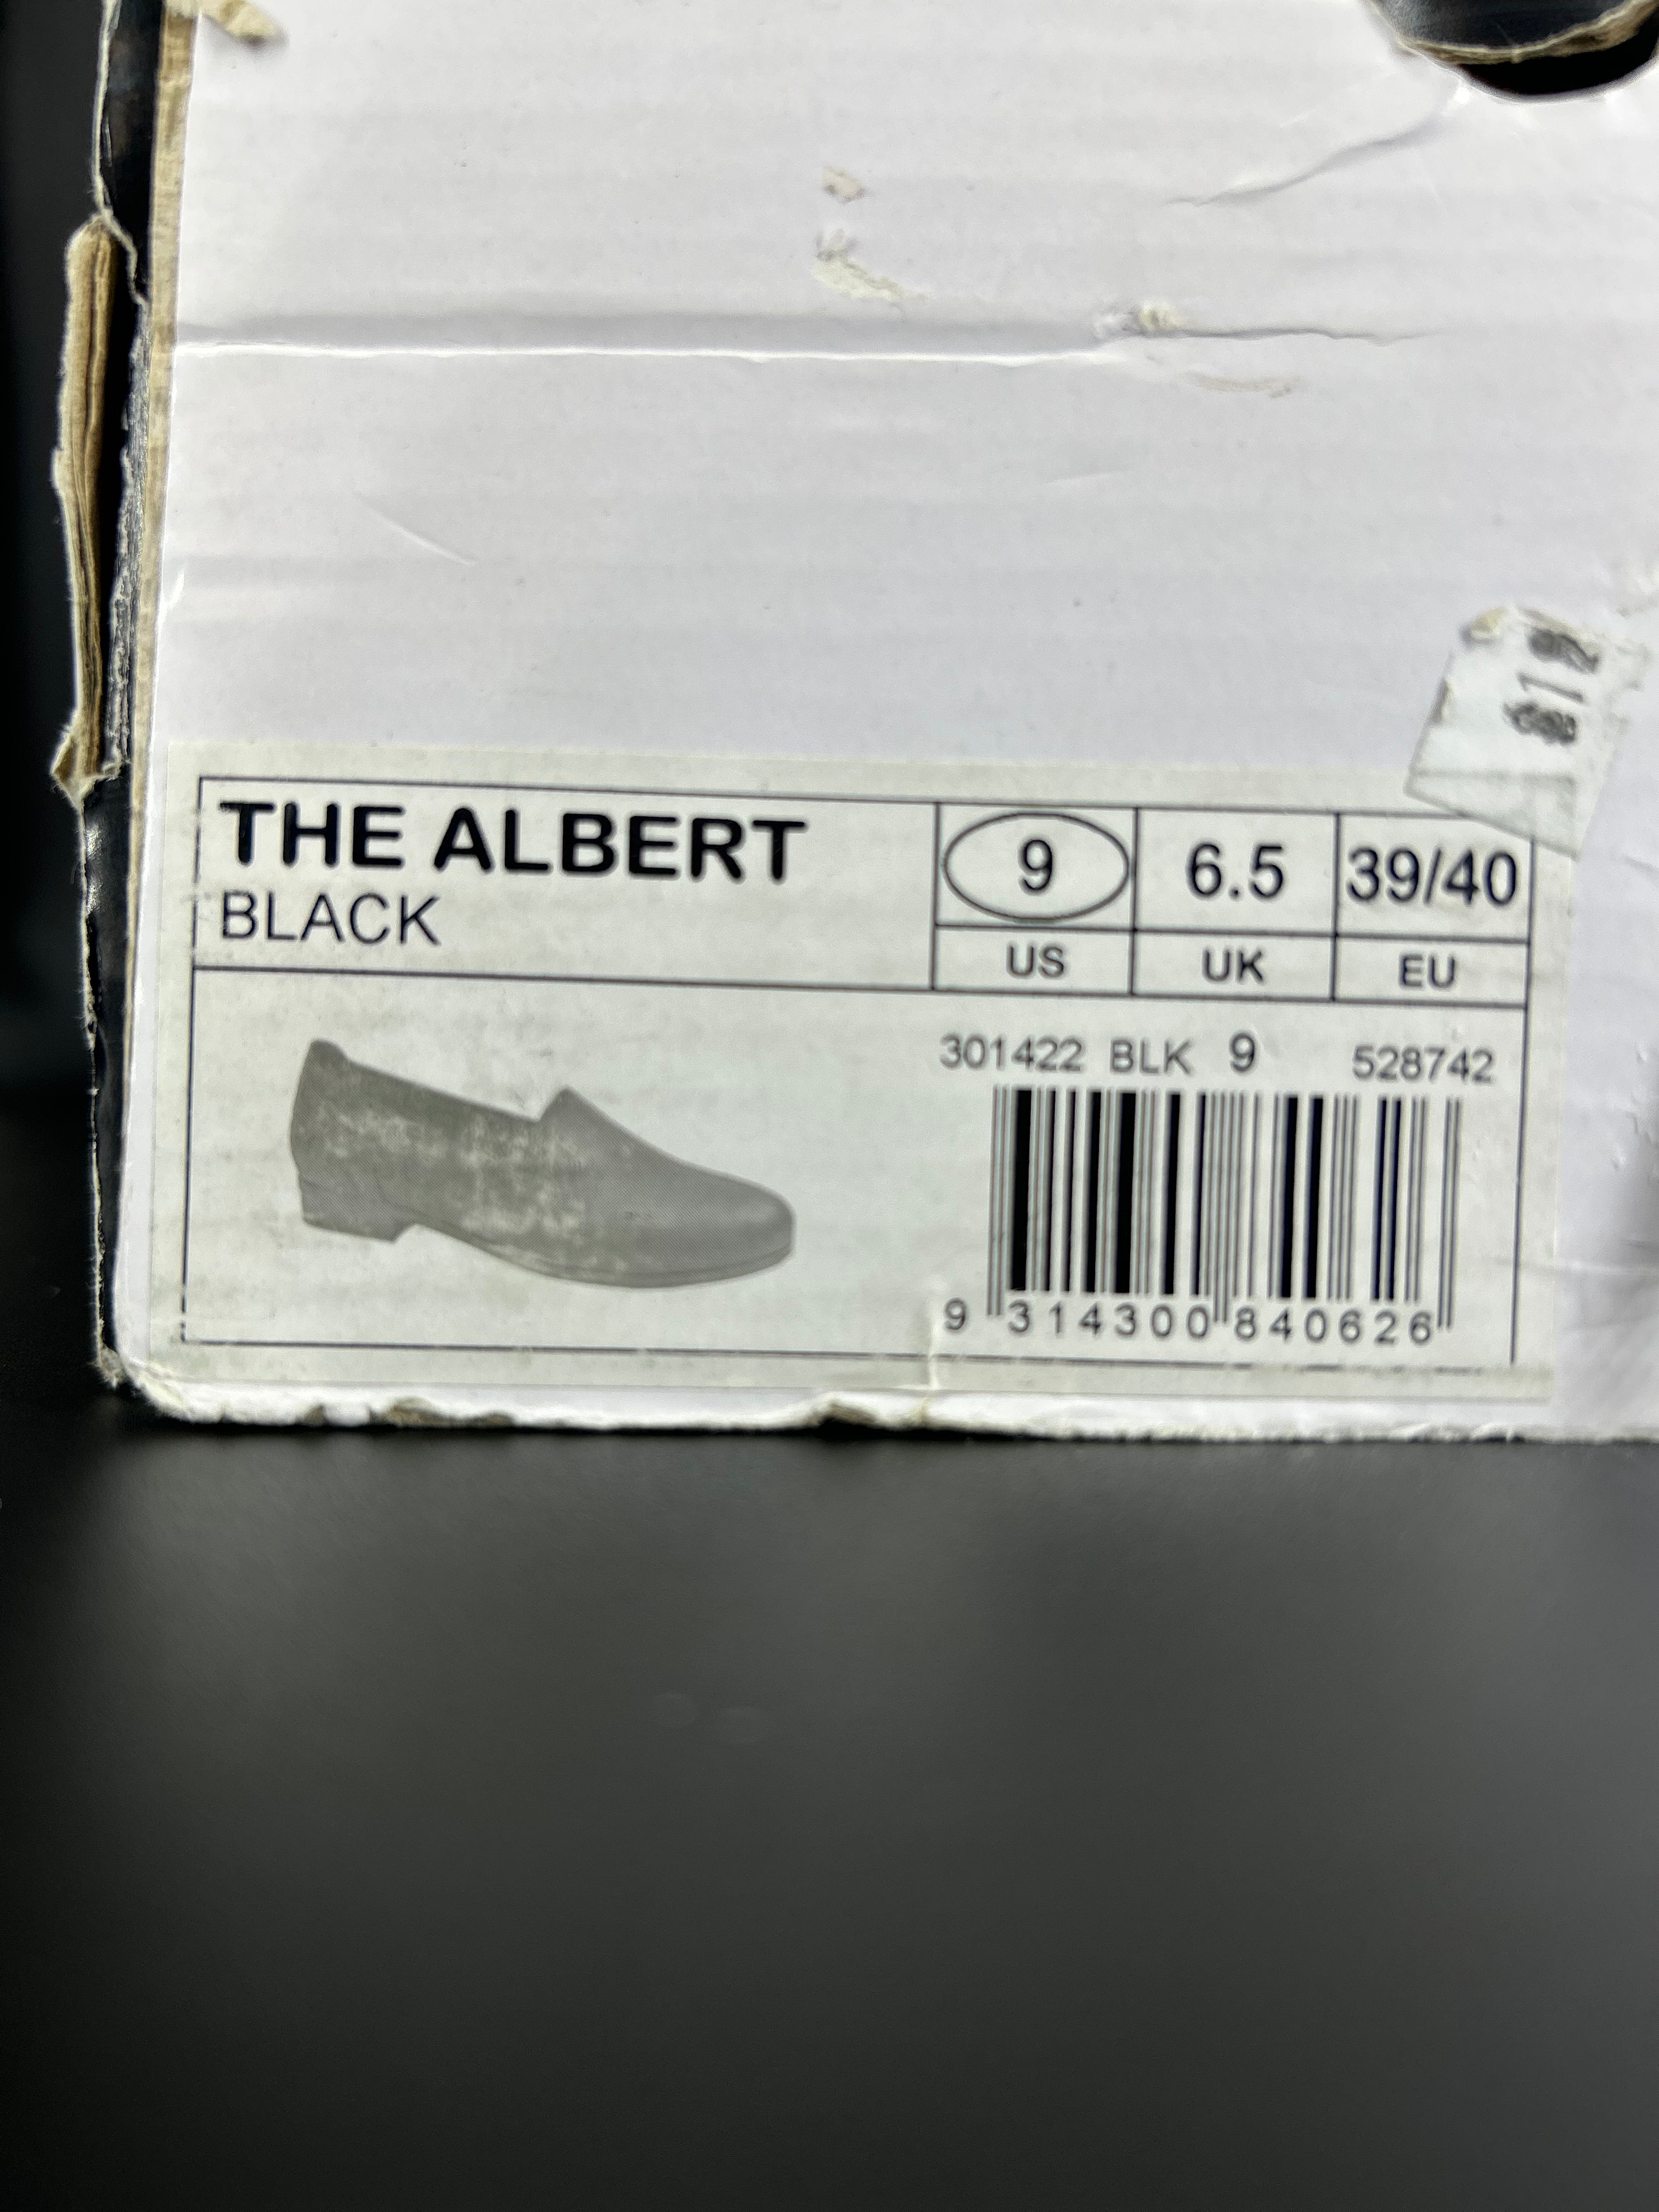 THE ALBERT
BLACK
9 6.5 39/40
US UK EU
301422 BLK 9 528742
9 314300 840626